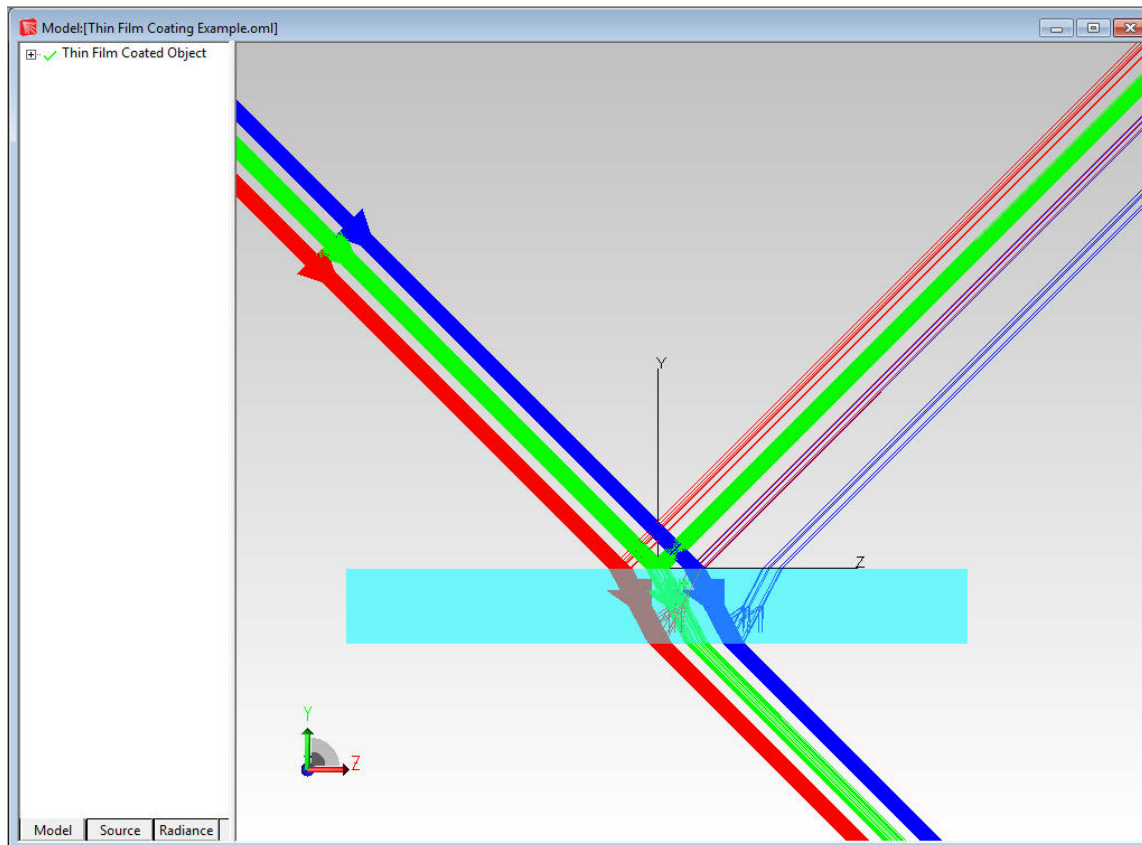 Model:[Thin Film Coating Example.oml]
Thin Film Coated Object
Y
Z
Y
Z
Model Source Radiance